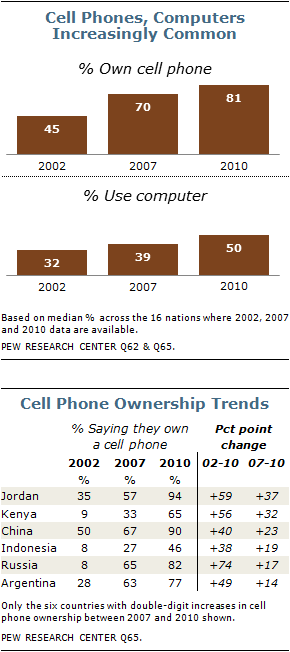 Cell Phones, Computers
Increasingly Common
% Own cell phone
45 70 81
2002 2007 2010
% Use computer
32 39 50
2002 2007 2010
Based on median % across the 16 nations where 2002, 2007
and 2010 data are available.
PEW RESEARCH CENTER Q62 & Q65.
Cell Phone Ownership Trends
% Saying they own Pct point
a cell phone change
2002 2007 2010 02-10 07-10
% % %
Jordan 35 57 94 +59 +37
Kenya 9 33 65 +56 +32
China 50 67 90 +40 +23
Indonesia 8 27 46 +38 +19
Russia 8 65 82 +74 +17
Argentina 28 63 77 +49 +14
Only the six countries with double-digit increases in cell
phone ownership between 2007 and 2010 shown.
PEW RESEARCH CENTER Q65.